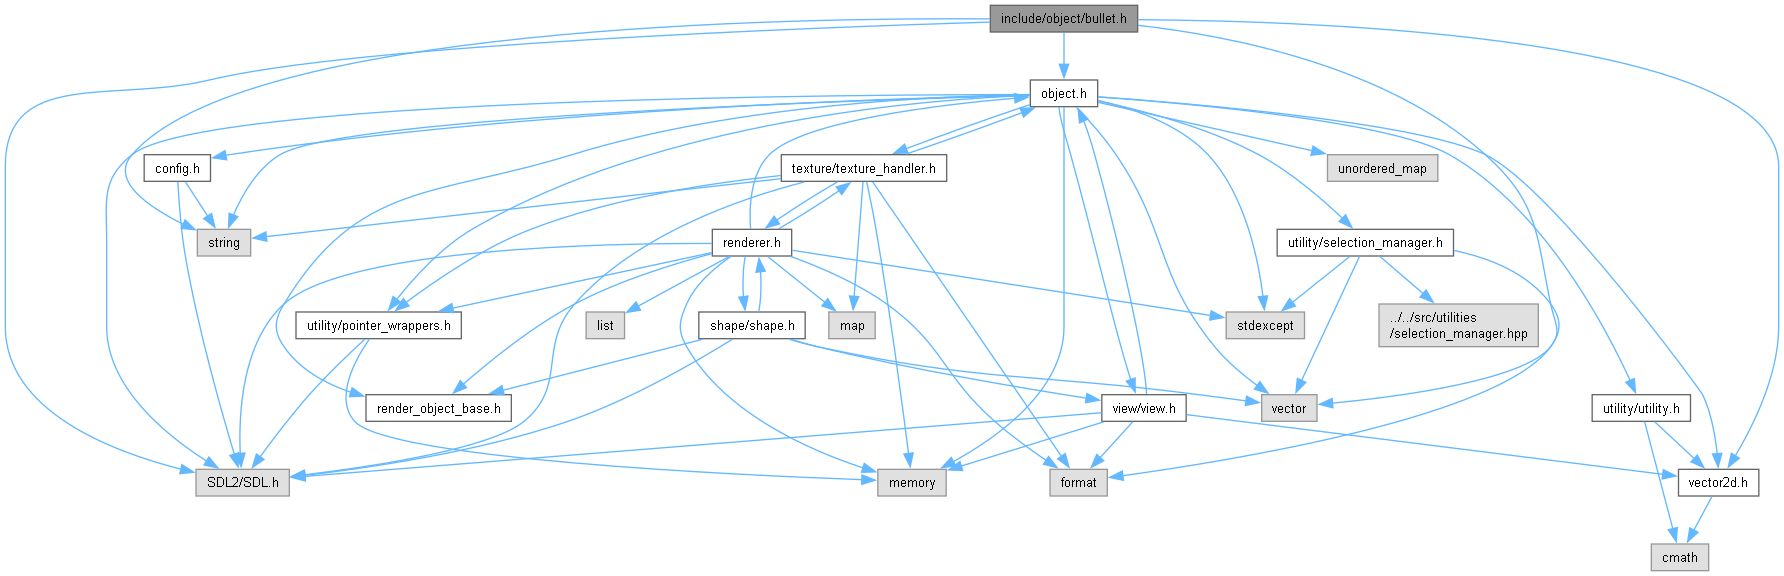 include/object/bullet.h
object.h
config.h
texture/texture_handler.h
unordered_map
string
renderer.h
utility/selection_manager.h
utility/pointer_wrappers.h
list
shape/shape.h
map
stdexcept
../../src/utilities
/selection_manager.hpp
render_object_base.h
view/view.h
vector
utility/utility.h
SDL2/SDL.h
memory
format
vector2d.h
cmath